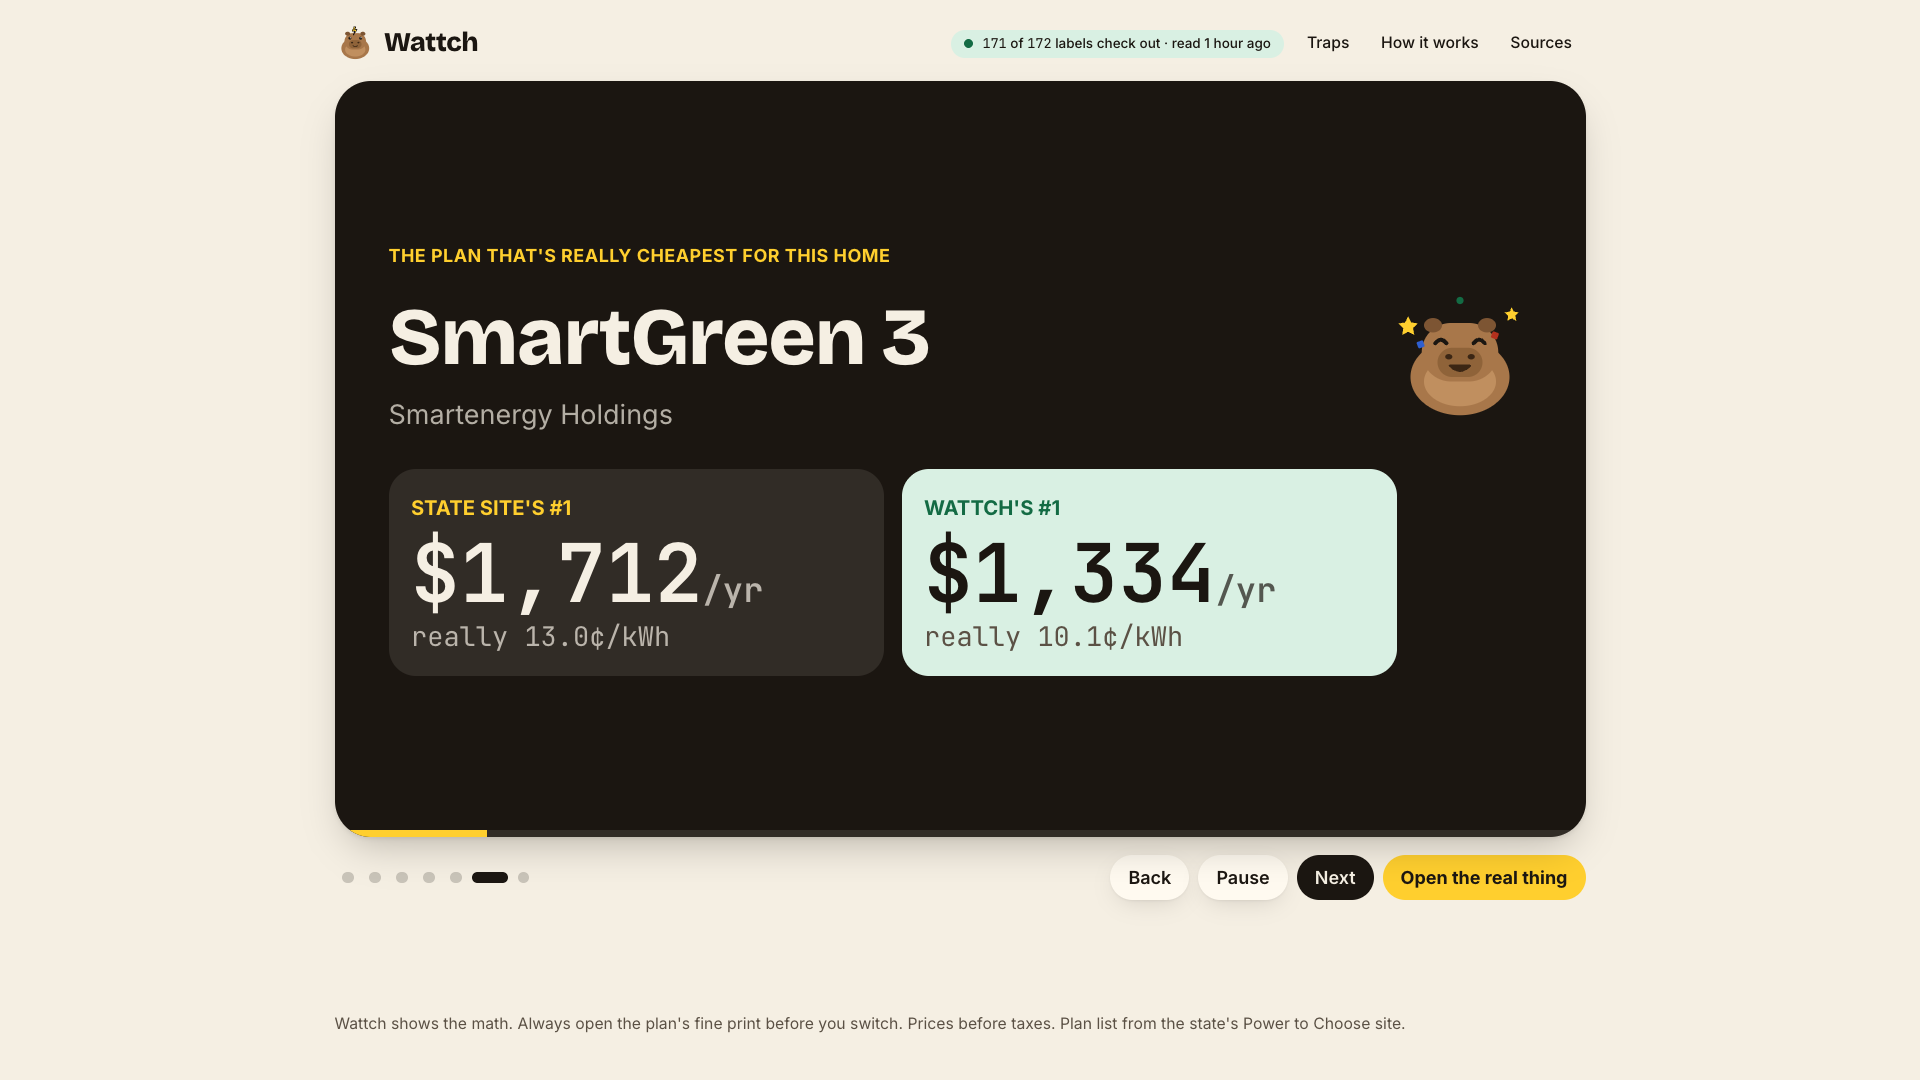 Wattch
171 of 172 labels check out · read 1 hour ago
Traps
How it works
Sources
THE PLAN THAT'S REALLY CHEAPEST FOR THIS HOME
SmartGreen 3
Smartenergy Holdings
STATE SITE'S #1
$1,712/yr
really 13.0¢/kWh
WATTCH'S #1
$1,334/yr
really 10.1¢/kWh
Back
Pause
Next
Open the real thing
Wattch shows the math. Always open the plan's fine print before you switch. Prices before taxes. Plan list from the state's Power to Choose site.